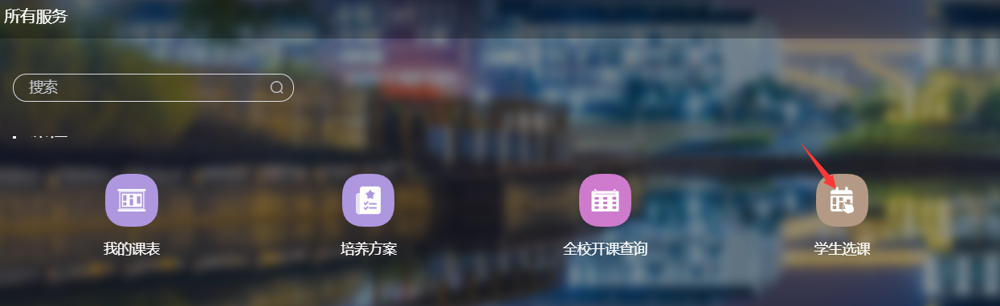 所有服务
搜索
我的课表
培养方案
全校开课查询
学生选课